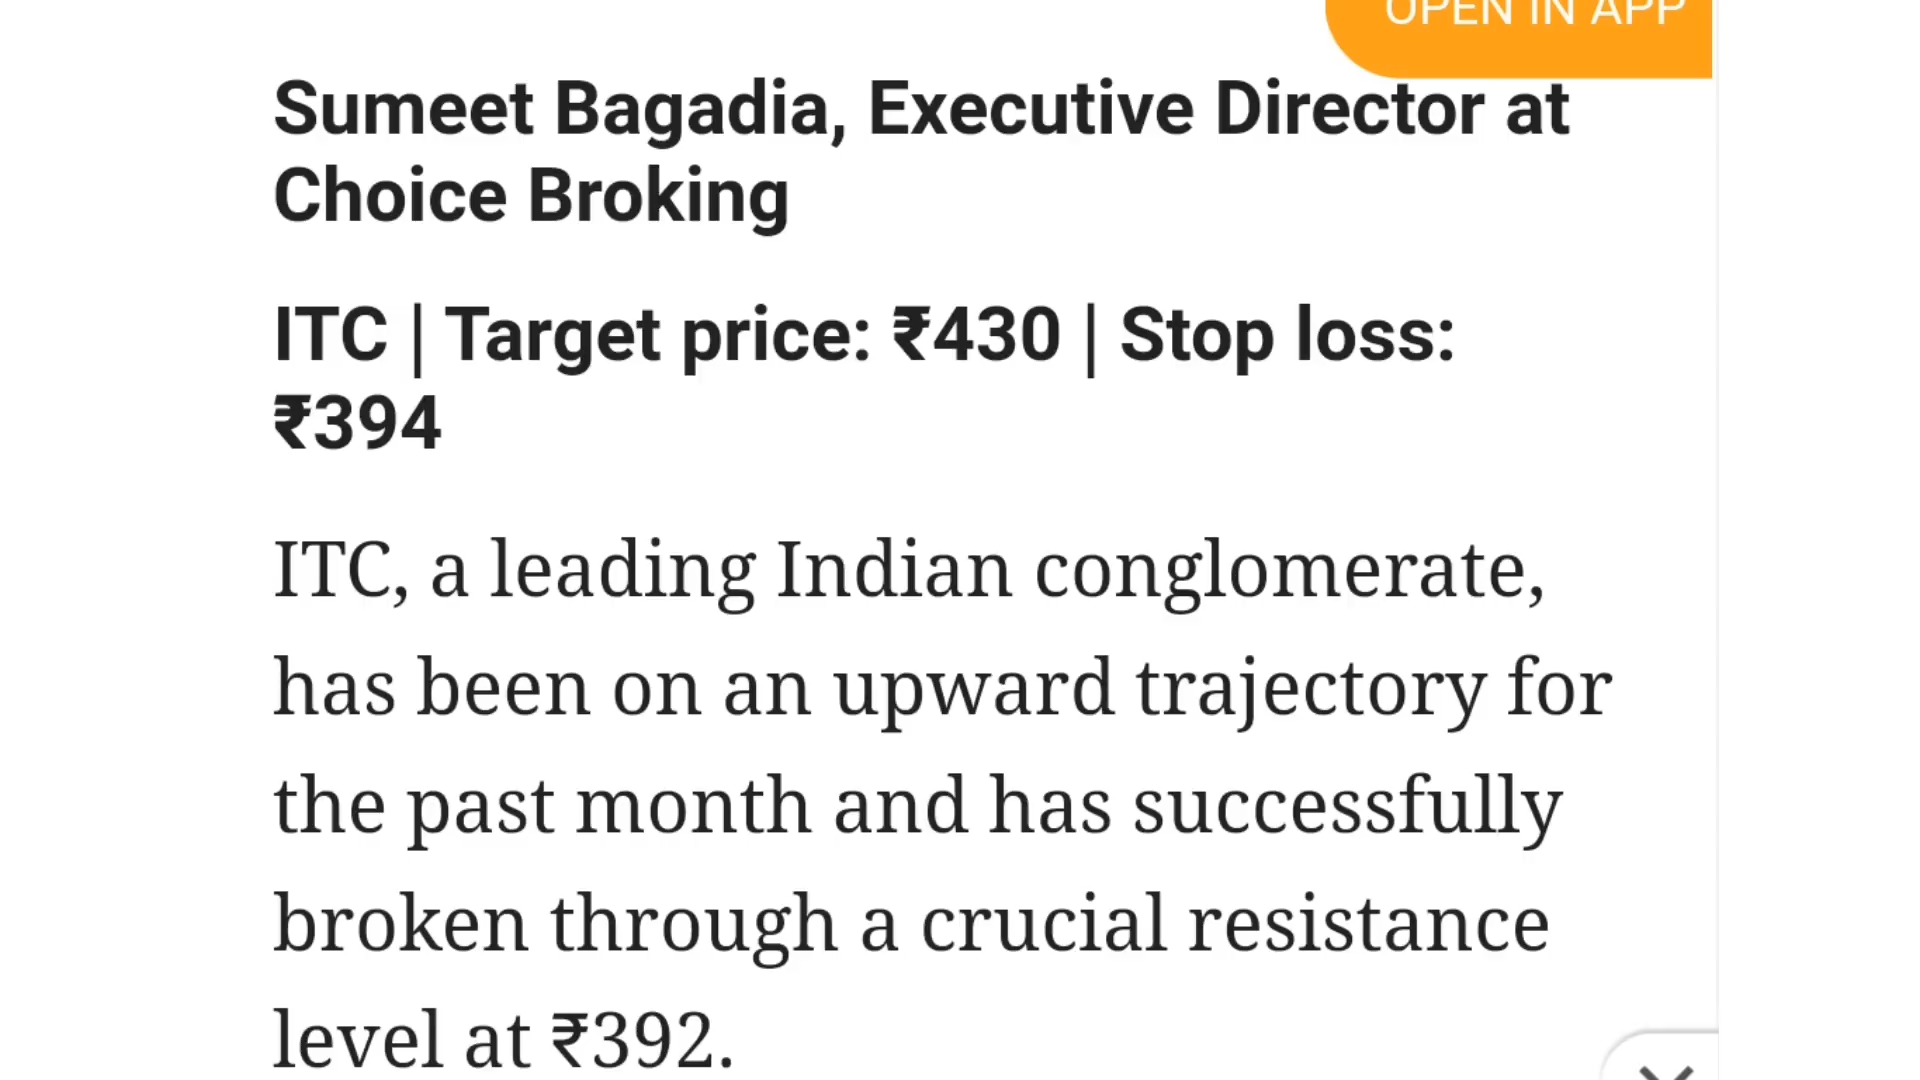 OPEN IN APP
Sumeet Bagadia, Executive Director at
Choice Broking
ITC | Target price: ₹430 | Stop loss:
₹394
ITC, a leading Indian conglomerate,
has been on an upward trajectory for
the past month and has successfully
broken through a crucial resistance
level at ₹392.